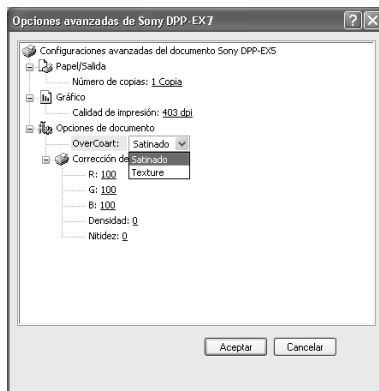 Opciones avanzadas de Sony DPP-EX7
Configuraciones avanzadas del documento Sony DPP-EX5
Papel/Salida
Número de copias: 1 Copia
Gráfico
Calidad de impresión: 403 dpi
Opciones de documento
OverCoart: Satinado
Corrección de
Satinado
Texture
R: 100
G: 100
B: 100
Densidad: 0
Nitidez: 0
Aceptar Cancelar